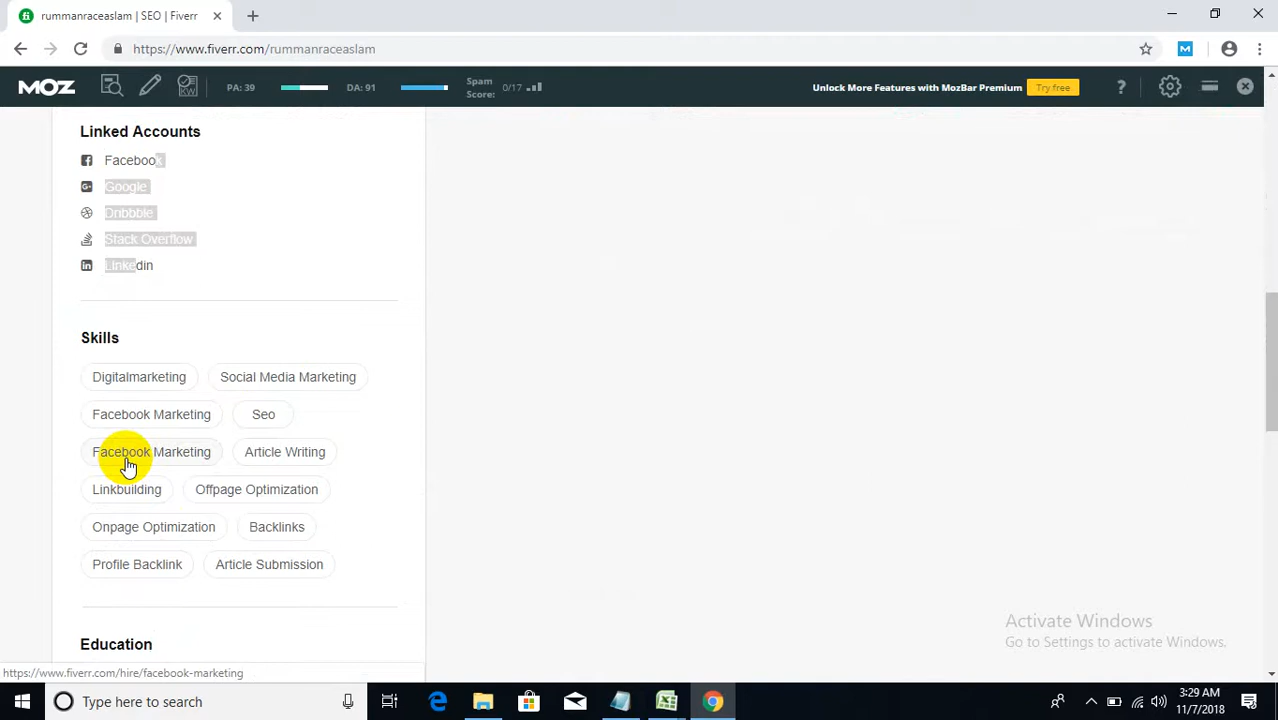 rummanraceaslam | SEO | Fiverr
https://www.fiverr.com/rummanraceaslam
MOZ
KW
PA: 39
DA: 91
Spam Score: 0/17
Unlock More Features with MozBar Premium
Try free
?
Linked Accounts
Facebook
Google
Dribbble
Stack Overflow
Linkedin
Skills
Digitalmarketing
Social Media Marketing
Facebook Marketing
Seo
Facebook Marketing
Article Writing
Linkbuilding
Offpage Optimization
Onpage Optimization
Backlinks
Profile Backlink
Article Submission
Activate Windows
Go to Settings to activate Windows.
Education
https://www.fiverr.com/hire/facebook-marketing
Type here to search
3:29 AM
11/7/2018